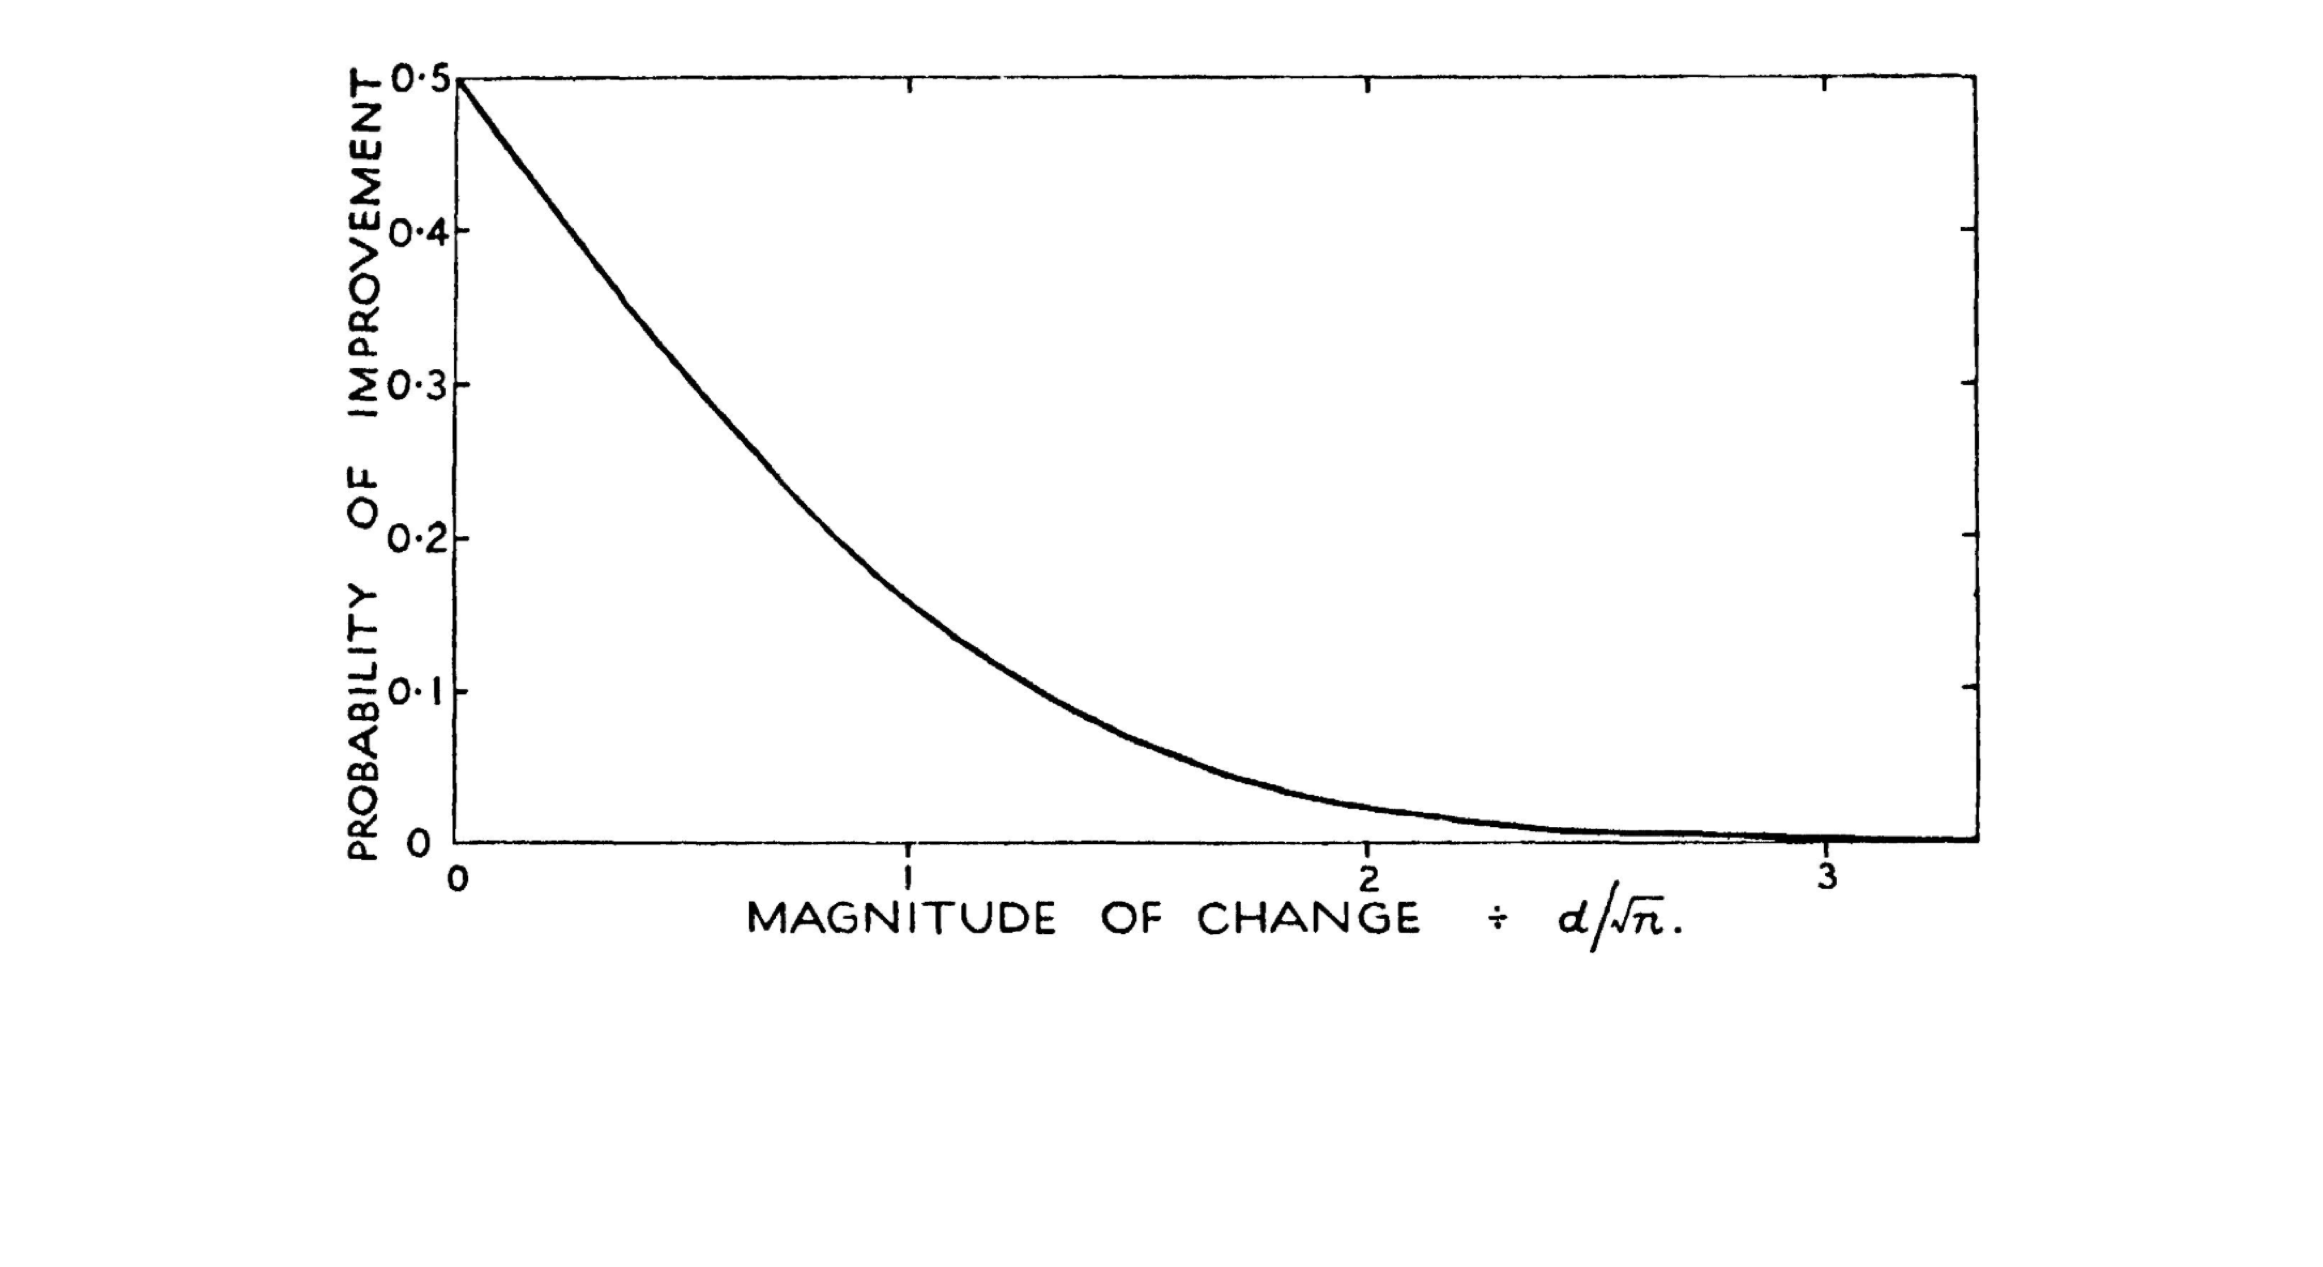 PROBABILITY OF IMPROVEMENT
0·5
0·4
0·3
0·2
0·1
0
0 1 2 3
MAGNITUDE OF CHANGE ÷ d/√n.